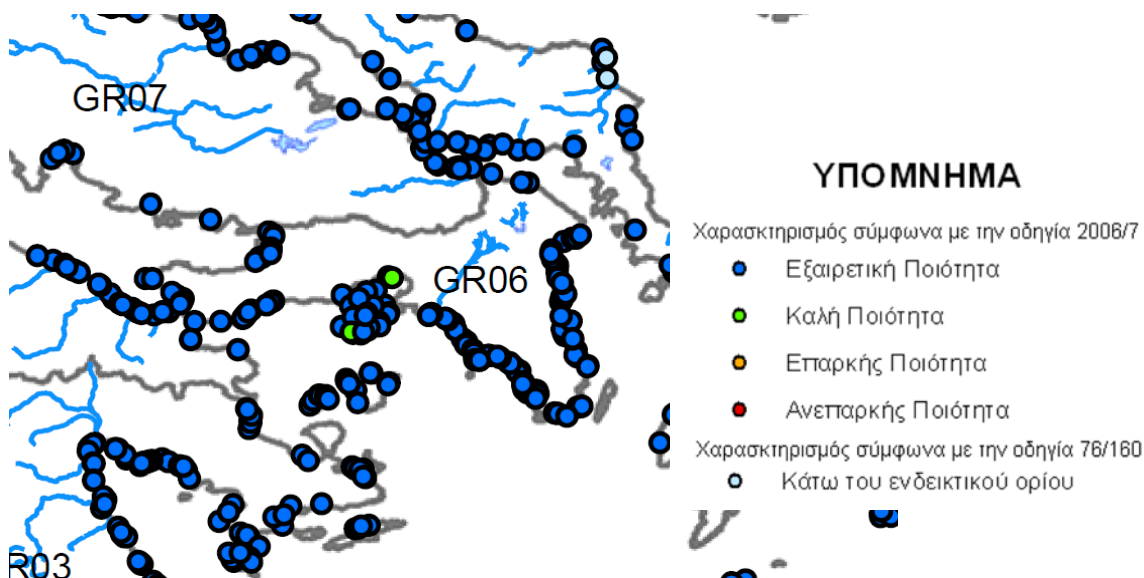 GR07
GR06
R03
ΥΠΟΜΝΗΜΑ
Χαρασκτηρισμός σύμφωνα με την οδηγία 2006/7
Εξαιρετική Ποιότητα
Καλή Ποιότητα
Επαρκής Ποιότητα
Ανεπαρκής Ποιότητα
Χαρασκτηρισμός σύμφωνα με την οδηγία 76/160
Κάτω του ενδεικτικού ορίου